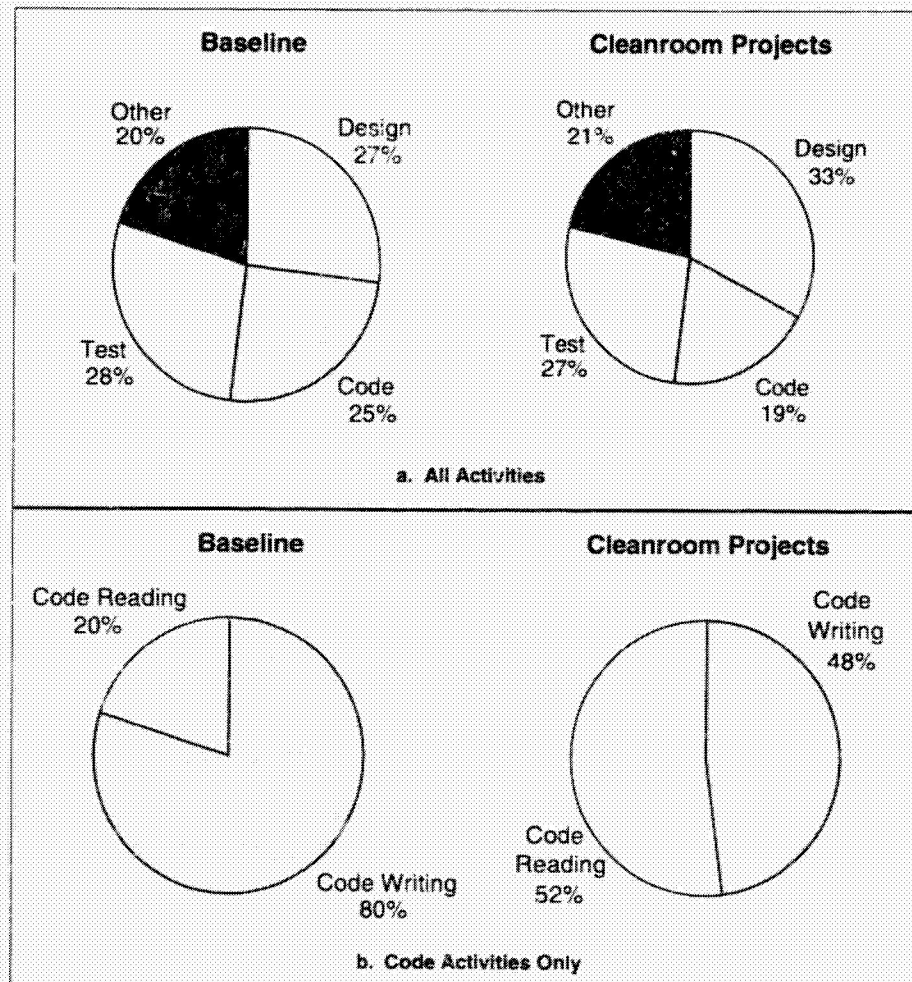 Baseline
Other
20%
Design
27%
Test
28%
Code
25%
Cleanroom Projects
Other
21%
Design
33%
Test
27%
Code
19%
a. All Activities
Baseline
Code Reading
20%
Code Writing
80%
Cleanroom Projects
Code
Writing
48%
Code
Reading
52%
b. Code Activities Only